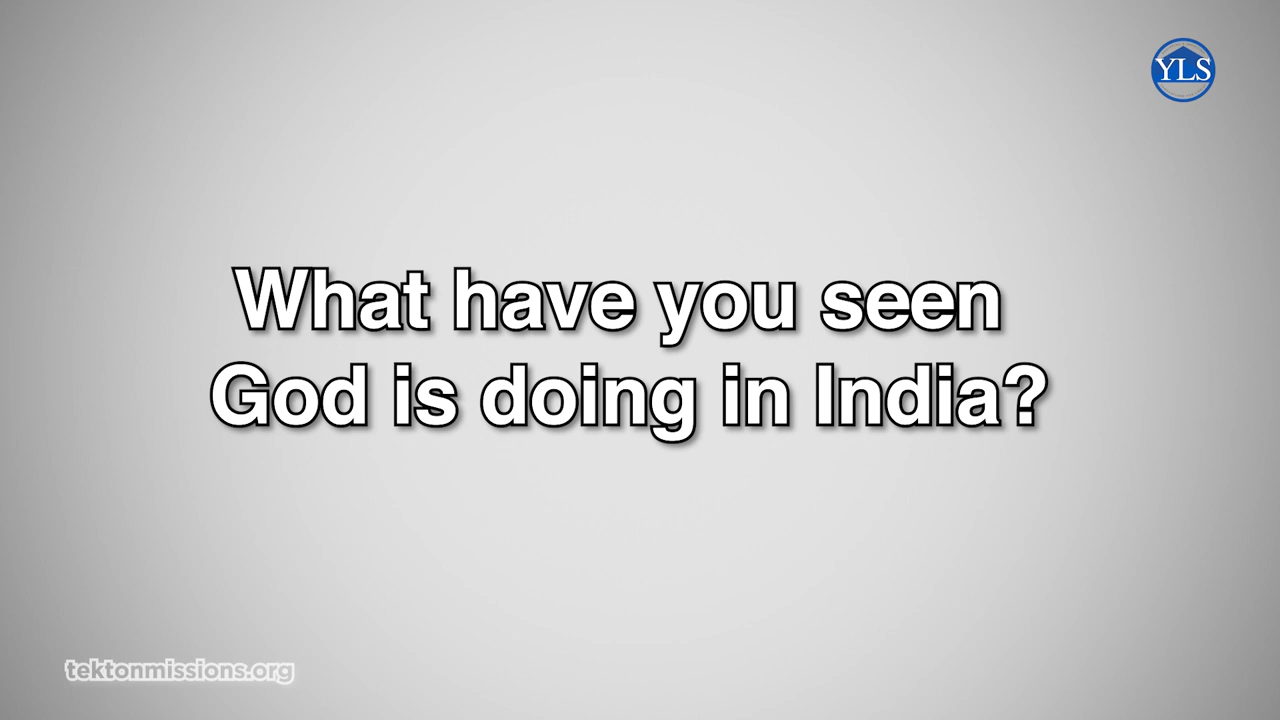 YLS
What have you seen
God is doing in India?
tektonmissions.org